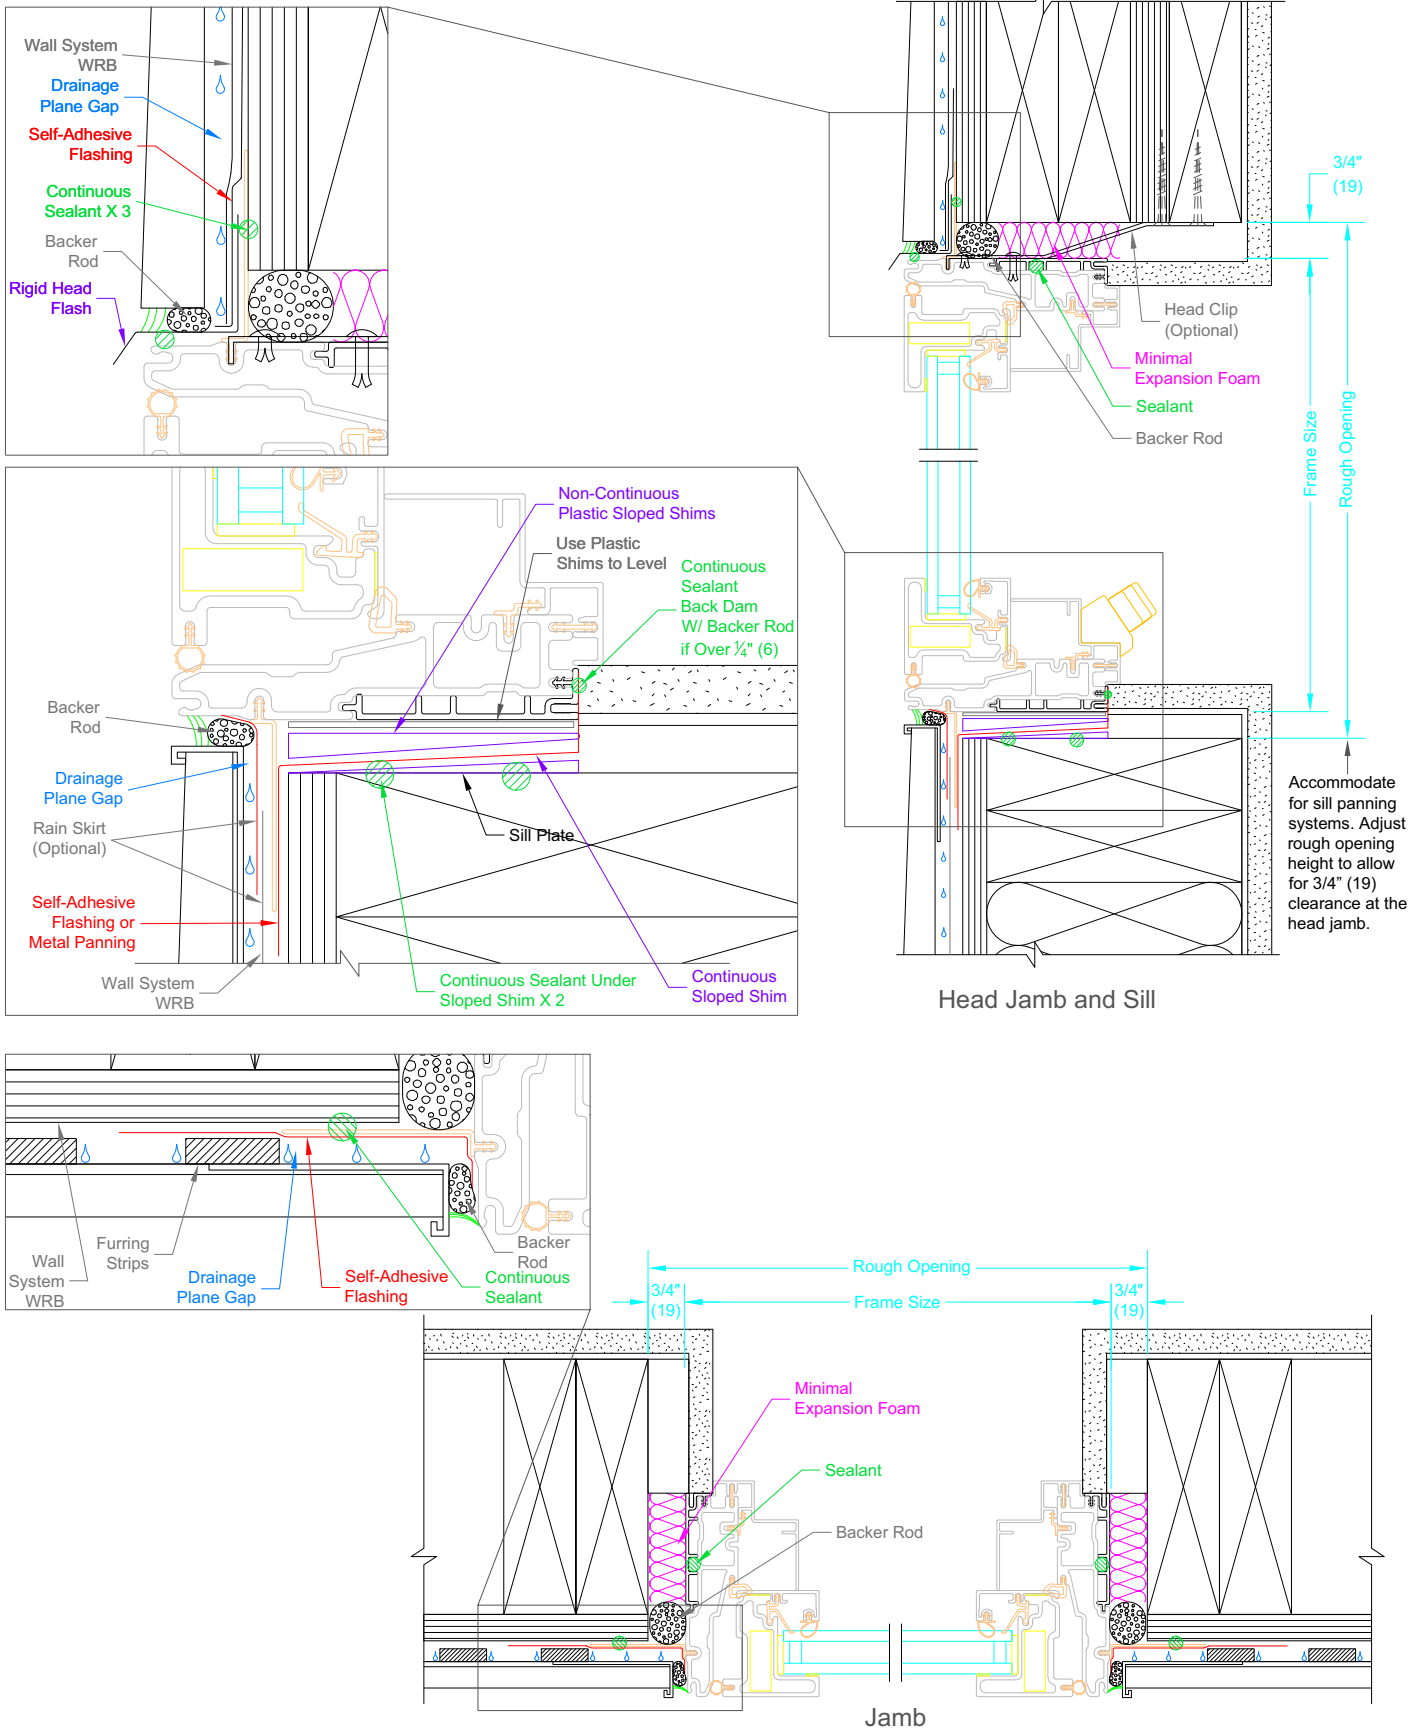 Wall System
WRB
Drainage
Plane Gap
Self-Adhesive
Flashing
Continuous
Sealant X 3
Backer
Rod
Rigid Head
Flash
3/4"
(19)
Head Clip
(Optional)
Minimal
Expansion Foam
Sealant
Backer Rod
Frame Size
Rough Opening
Non-Continuous
Plastic Sloped Shims
Use Plastic
Shims to Level
Continuous
Sealant
Back Dam
W/ Backer Rod
if Over ¼" (6)
Backer
Rod
Drainage
Plane Gap
Rain Skirt
(Optional)
Sill Plate
Self-Adhesive
Flashing or
Metal Panning
Wall System
WRB
Continuous Sealant Under
Sloped Shim X 2
Continuous
Sloped Shim
Accommodate
for sill panning
systems. Adjust
rough opening
height to allow
for 3/4" (19)
clearance at the
head jamb.
Head Jamb and Sill
Wall
System
WRB
Furring
Strips
Drainage
Plane Gap
Self-Adhesive
Flashing
Continuous
Sealant
Backer
Rod
Rough Opening
3/4"
(19)
Frame Size
3/4"
(19)
Minimal
Expansion Foam
Sealant
Backer Rod
Jamb